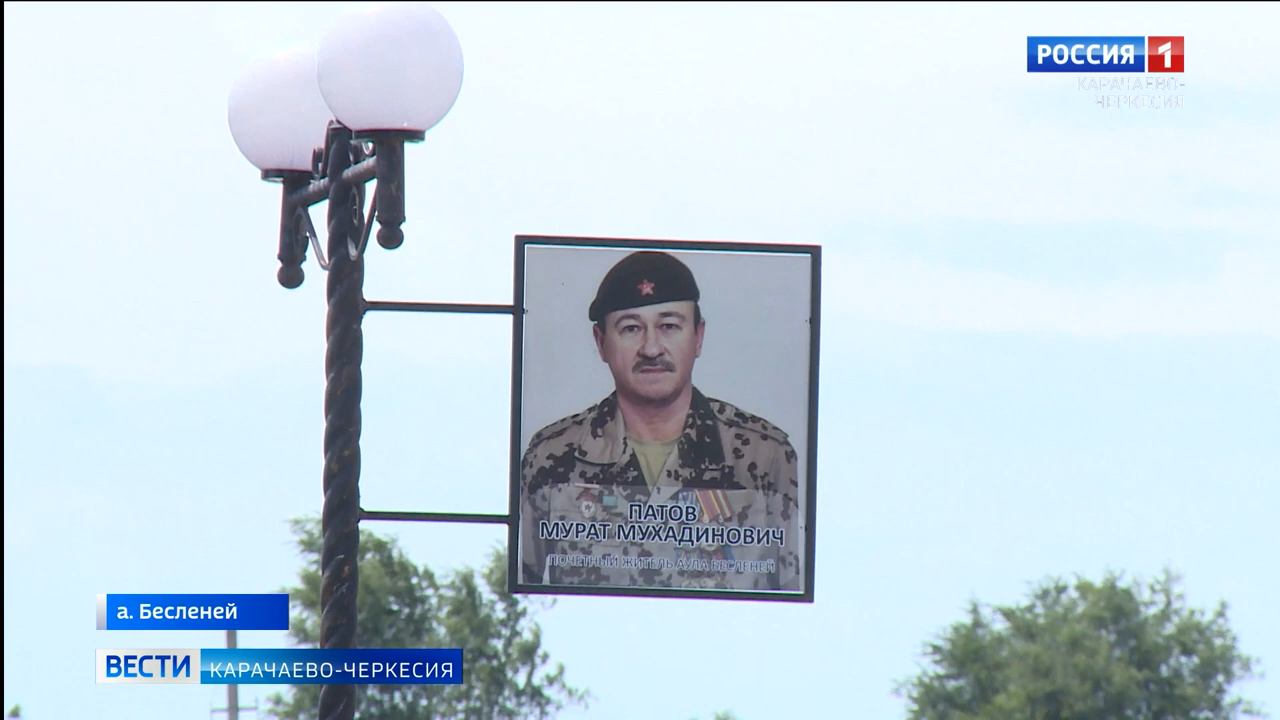 РОССИЯ 1
КАРАЧАЕВО-
ЧЕРКЕСИЯ
ПАТОВ
МУРАТ МУХАДИНОВИЧ
ПОЧЕТНЫЙ ЖИТЕЛЬ АУЛА БЕСЛЕНЕЙ
а. Бесленей
ВЕСТИ КАРАЧАЕВО-ЧЕРКЕСИЯ